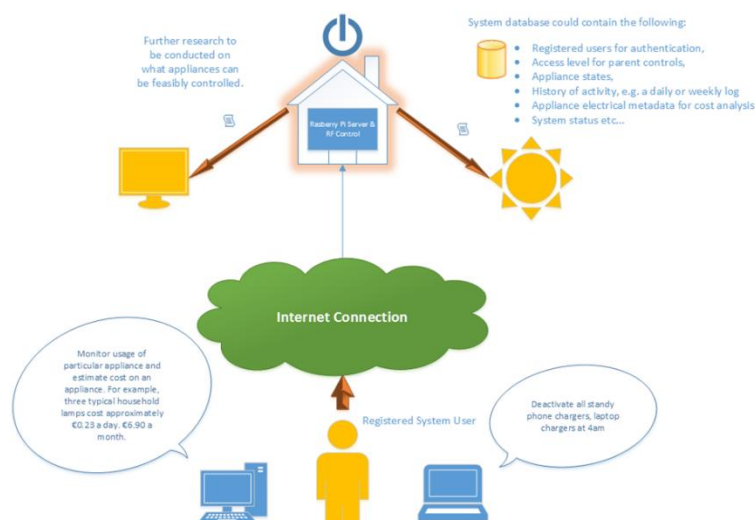 Further research to
be conducted on
what appliances can
be feasibly controlled.
System database could contain the following:
• Registered users for authentication,
• Access level for parent controls,
• Appliance states,
• History of activity, e.g. a daily or weekly log
• Appliance electrical metadata for cost analysis
• System status etc...
Rasberry Pi Server &
RF Control
Internet Connection
Monitor usage of
particular appliance and
estimate cost on an
appliance. For example,
three typical household
lamps cost approximately
€0.23 a day. €6.90 a
month.
Registered System User
Deactivate all standy
phone chargers, laptop
chargers at 4am